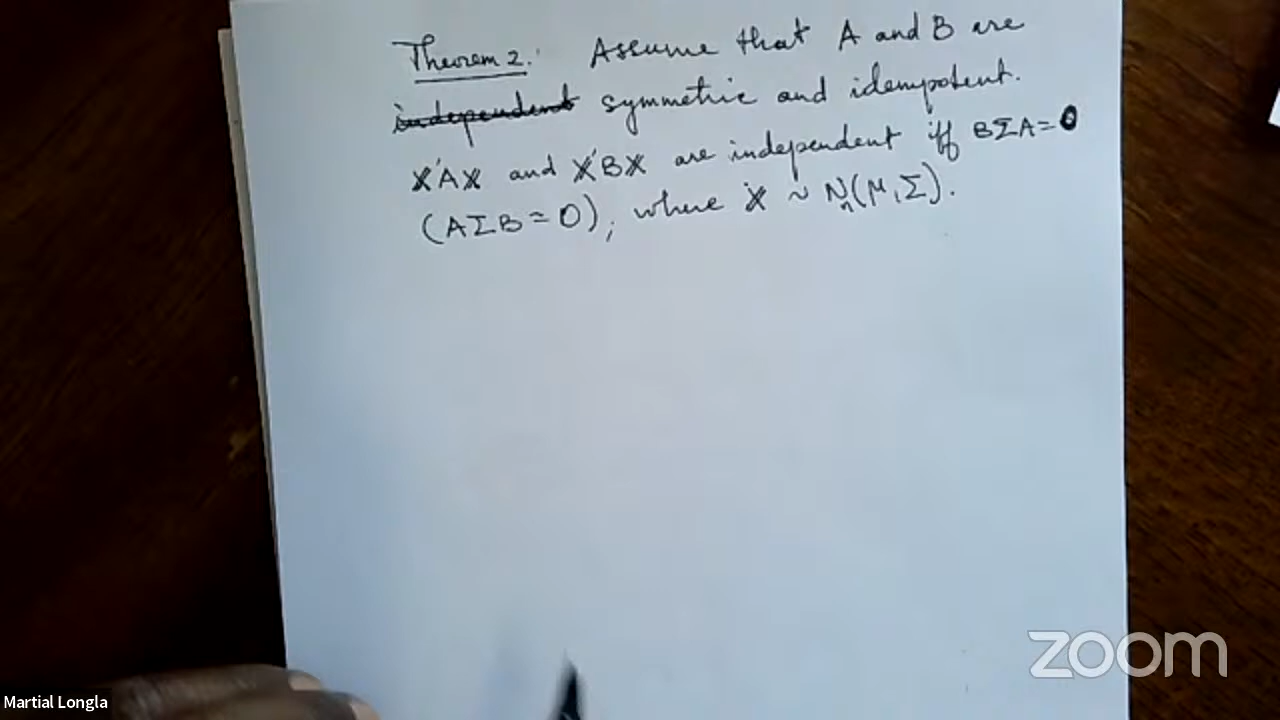 Theorem 2: Assume that A and B are
independent symmetric and idempotent.
X'AX and X'BX are independent iff BΣA=0
(AΣB=0), where X ~ Nn(μ,Σ).
zoom
Martial Longla